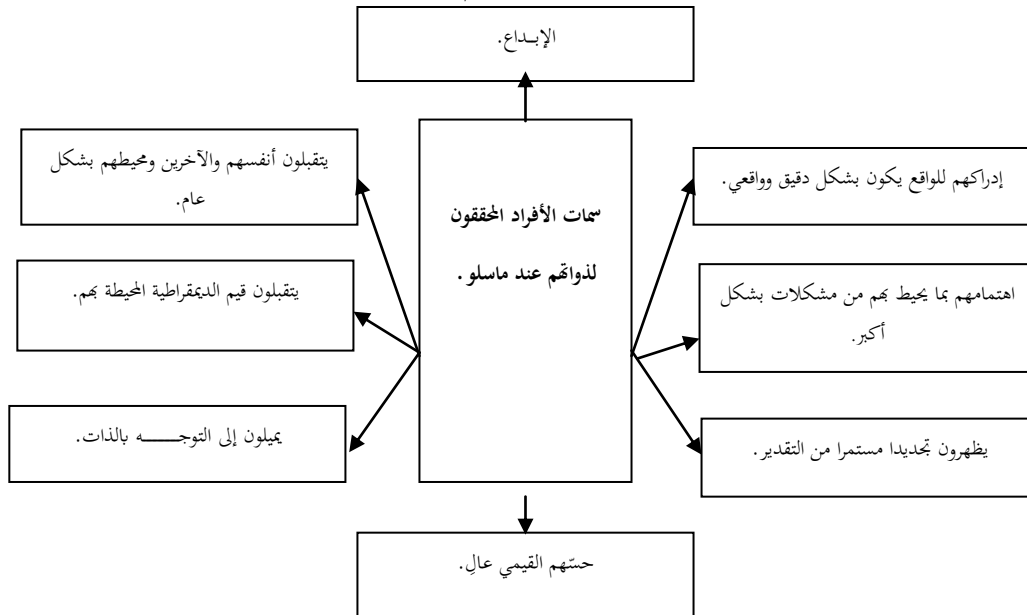 الإبـداع.
يتقبلون أنفسهم والآخرين ومحيطهم بشكل
عام.
إدراكهم للواقع يكون بشكل دقيق وواقعي.
سمات الأفراد المحققون
لذواتهم عند ماسلو .
يتقبلون قيم الديمقراطية المحيطة بهم.
اهتمامهم بما يحيط بهم من مشكلات بشكل
أكبر.
يميلون إلى التوجـــــه بالذات.
يظهرون تجديدا مستمرا من التقدير.
حسّهم القيمي عالِ.